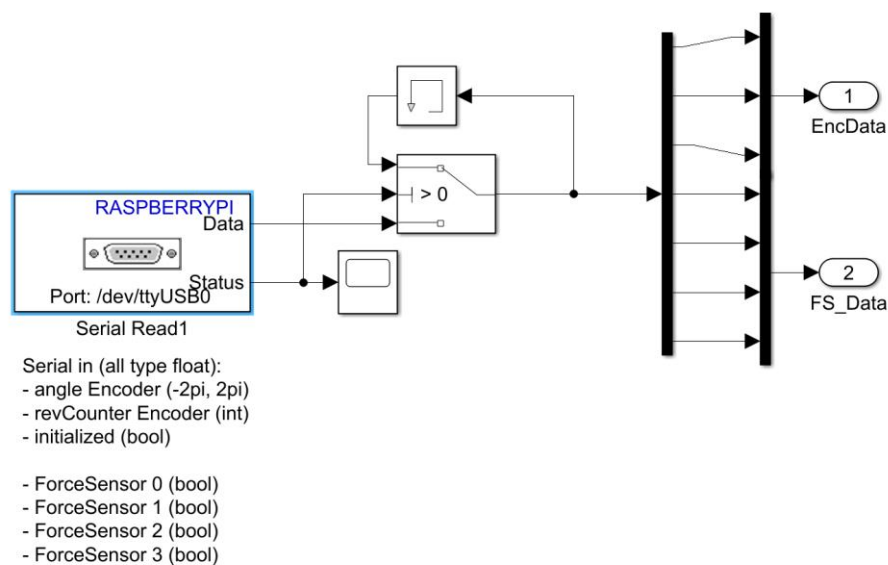 RASPBERRYPI
Data
Status
Port: /dev/ttyUSB0
Serial Read1
> 0
1
EncData
2
FS_Data
Serial in (all type float):
- angle Encoder (-2pi, 2pi)
- revCounter Encoder (int)
- initialized (bool)
- ForceSensor 0 (bool)
- ForceSensor 1 (bool)
- ForceSensor 2 (bool)
- ForceSensor 3 (bool)